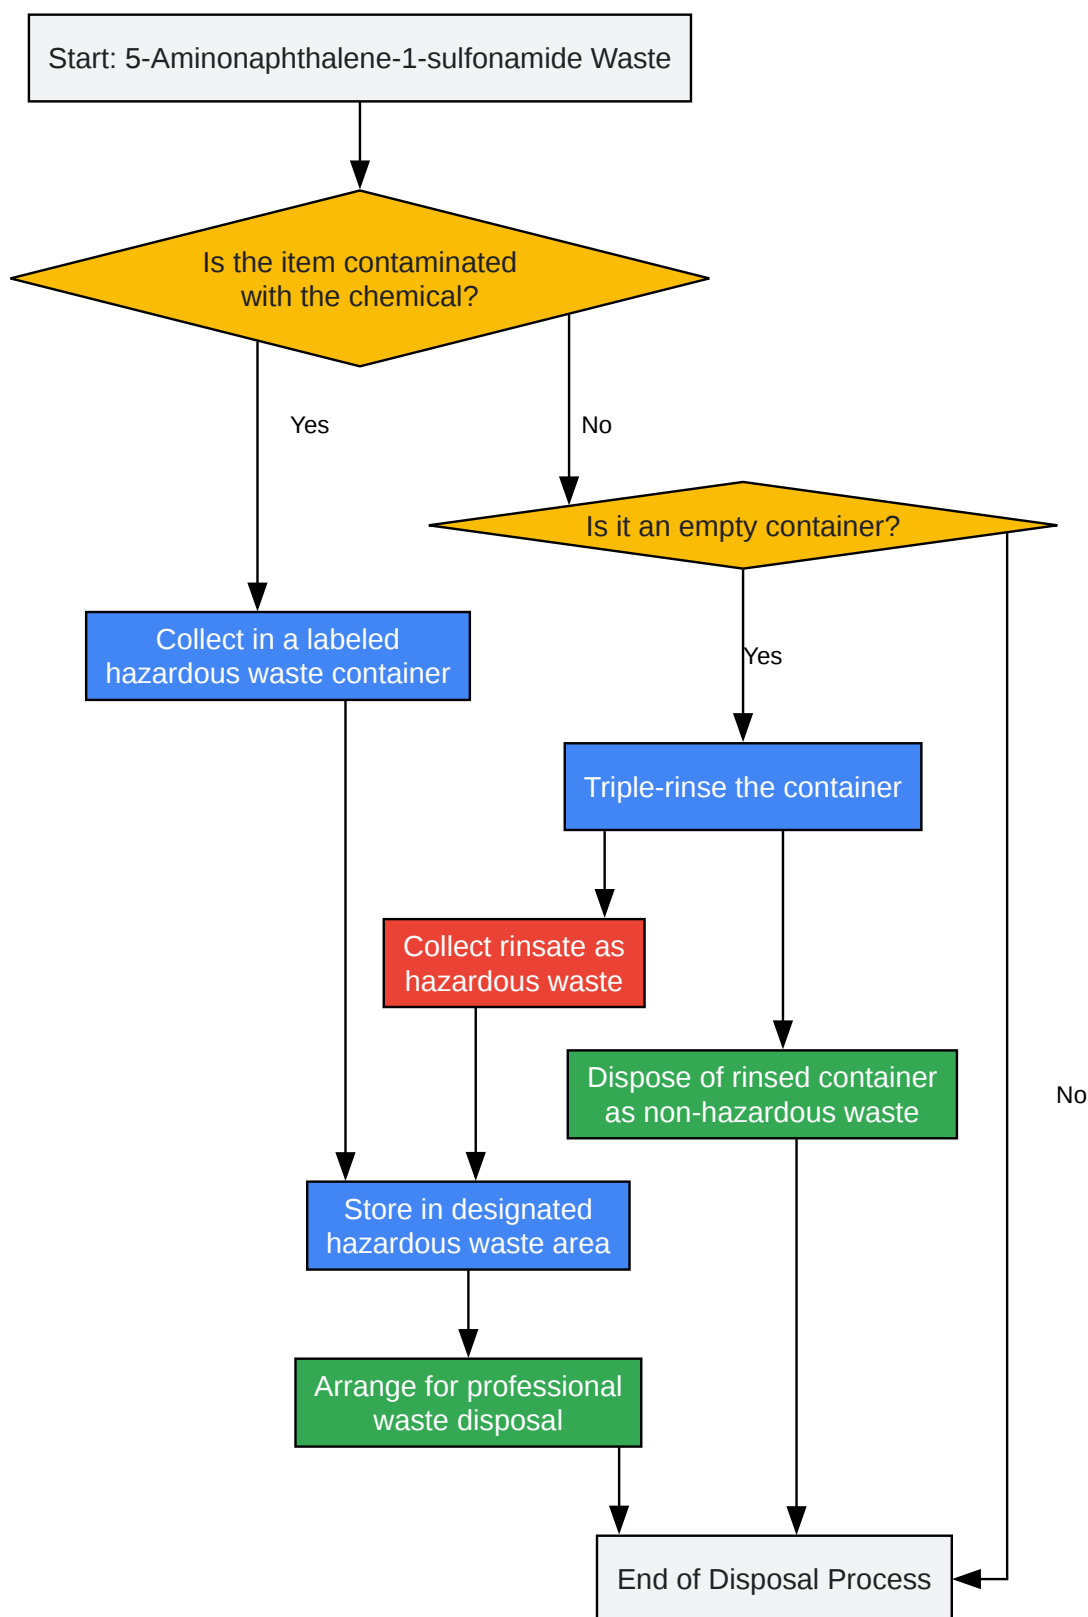 Start: 5-Aminonaphthalene-1-sulfonamide Waste
Is the item contaminated
with the chemical?
Yes
No
Is it an empty container?
Collect in a labeled
hazardous waste container
Yes
Triple-rinse the container
Collect rinsate as
hazardous waste
Dispose of rinsed container
as non-hazardous waste
No
Store in designated
hazardous waste area
Arrange for professional
waste disposal
End of Disposal Process